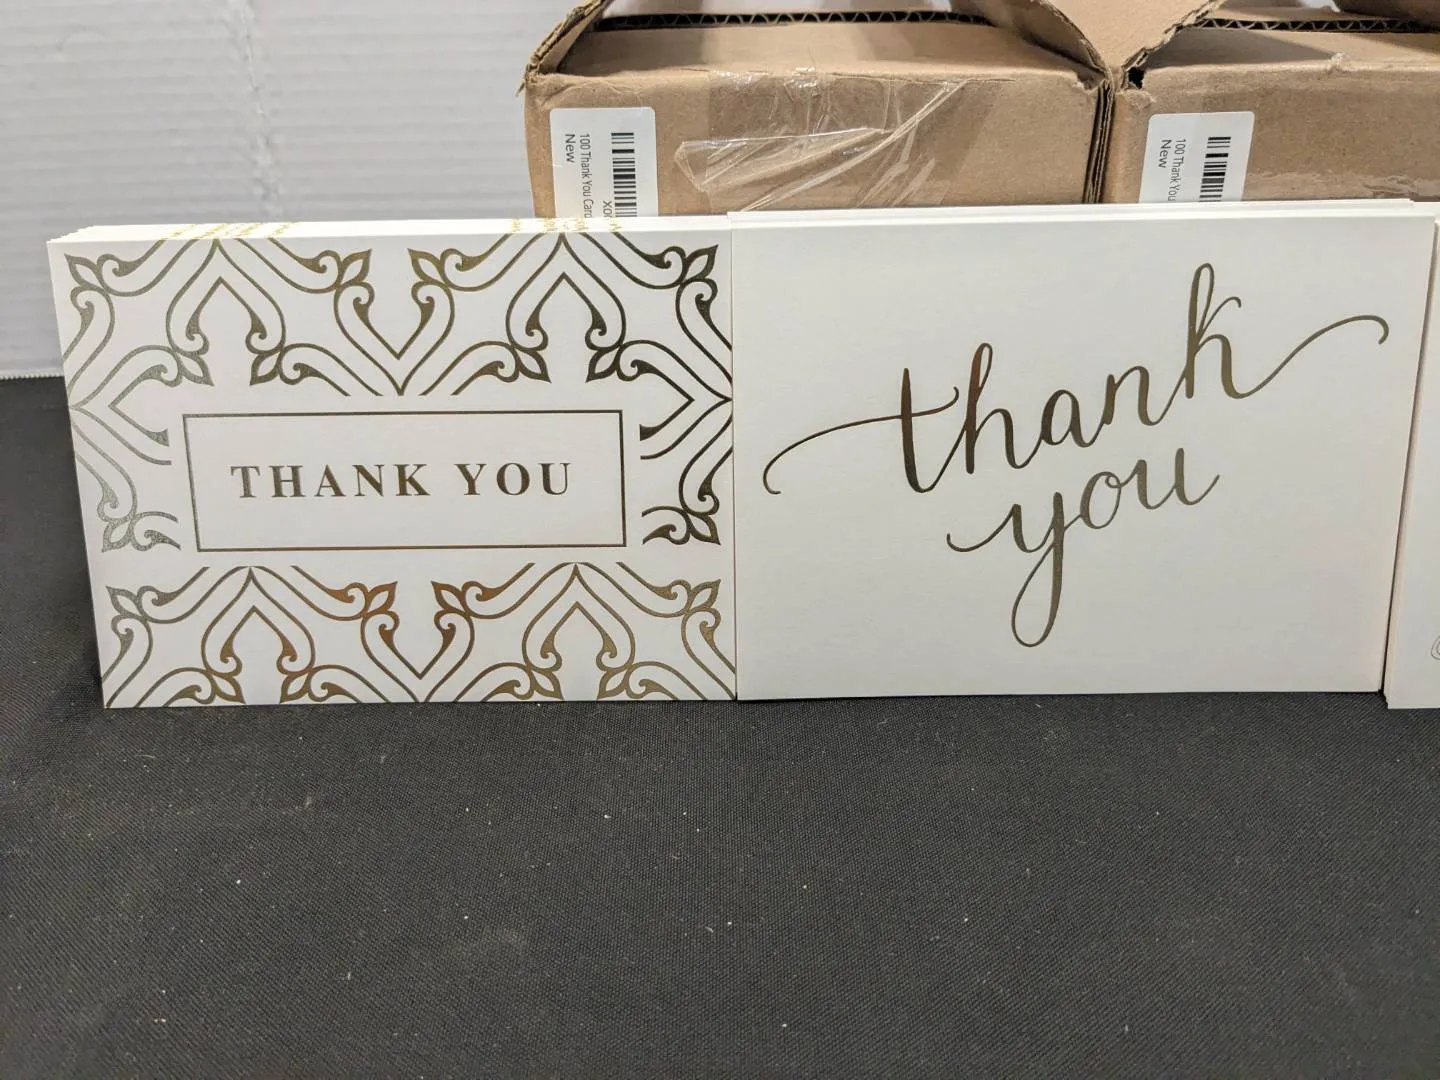 100 Thank You Card
New
100 Thank You
New
THANK YOU
thank
you